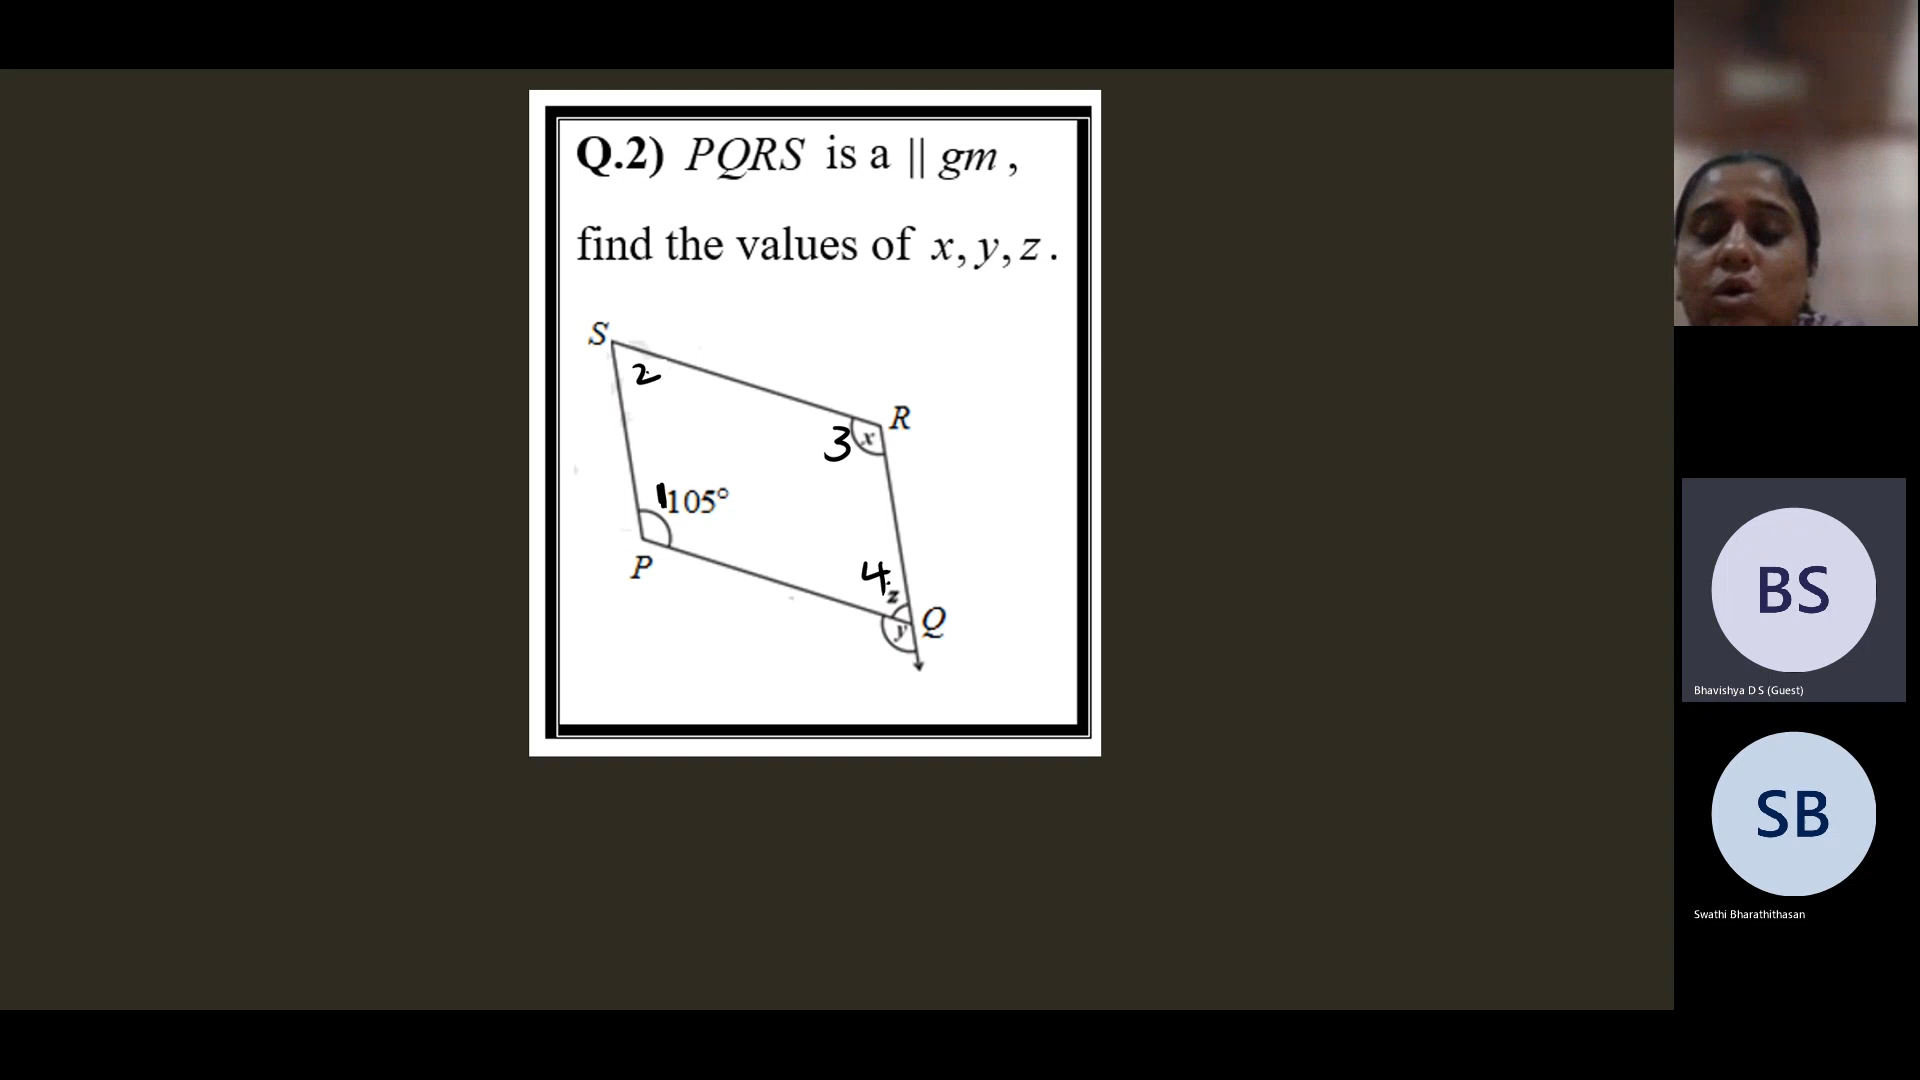 Q.2) PQRS is a || gm ,
find the values of x, y, z .
S
2
R
3 x
1 105°
P
4
z
y Q
BS
Bhavishya D S (Guest)
SB
Swathi Bharathithasan